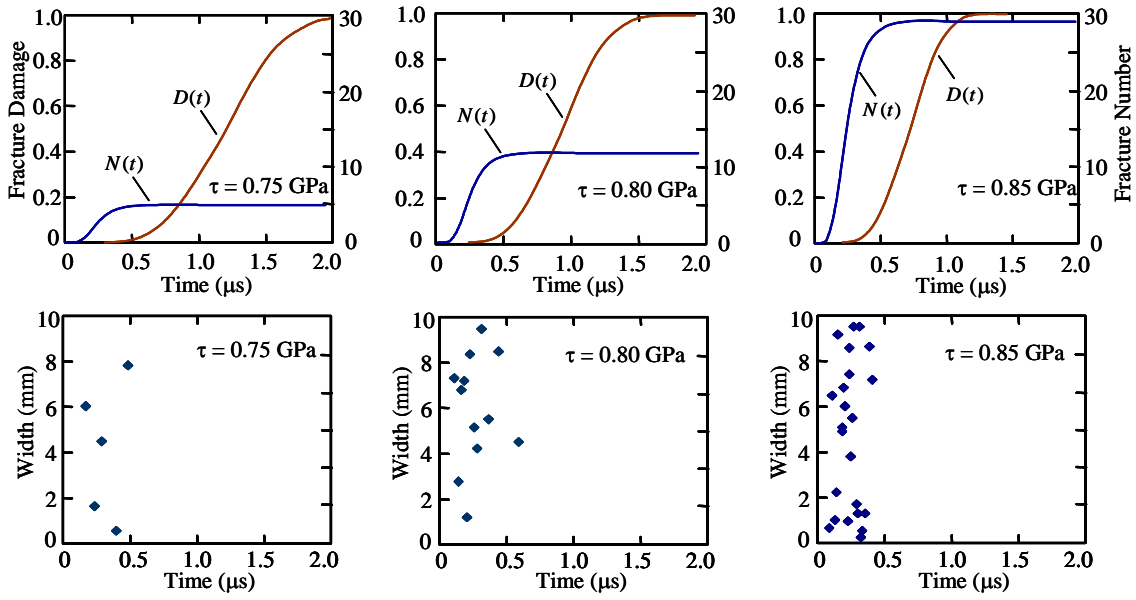 1.0
0.8
0.6
0.4
0.2
0
Fracture Damage
D(t)
N(t)
τ = 0.75 GPa
30
20
10
0
0 0.5 1.0 1.5 2.0
Time (μs)
1.0
0.8
0.6
0.4
0.2
0
D(t)
N(t)
τ = 0.80 GPa
30
20
10
0
0 0.5 1.0 1.5 2.0
Time (μs)
1.0
0.8
0.6
0.4
0.2
0
N(t)
D(t)
τ = 0.85 GPa
30
20
10
0
Fracture Number
0 0.5 1.0 1.5 2.0
Time (μs)
10
8
6
4
2
0
Width (mm)
τ = 0.75 GPa
0 0.5 1.0 1.5 2.0
Time (μs)
10
8
6
4
2
0
Width (mm)
τ = 0.80 GPa
0 0.5 1.0 1.5 2.0
Time (μs)
10
8
6
4
2
0
Width (mm)
τ = 0.85 GPa
0 0.5 1.0 1.5 2.0
Time (μs)